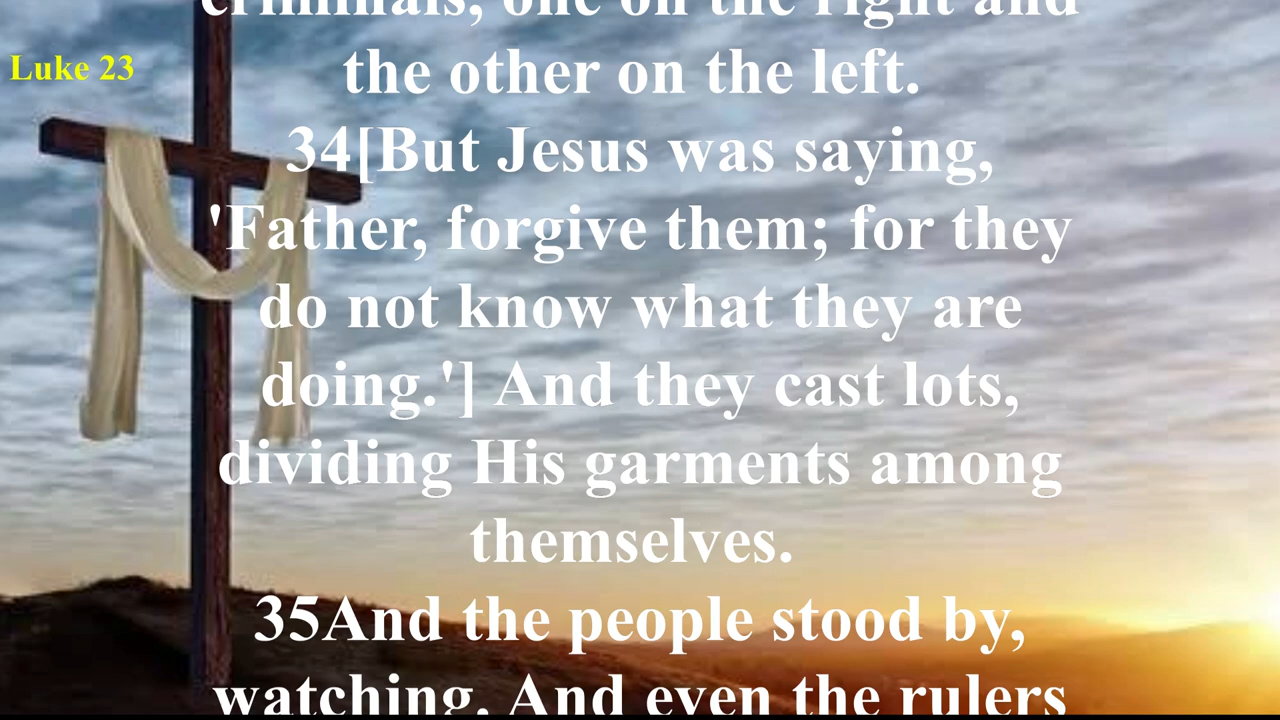 criminals, one on the right and
Luke 23
the other on the left.
34[But Jesus was saying,
'Father, forgive them; for they
do not know what they are
doing.'] And they cast lots,
dividing His garments among
themselves.
35And the people stood by,
watching. And even the rulers